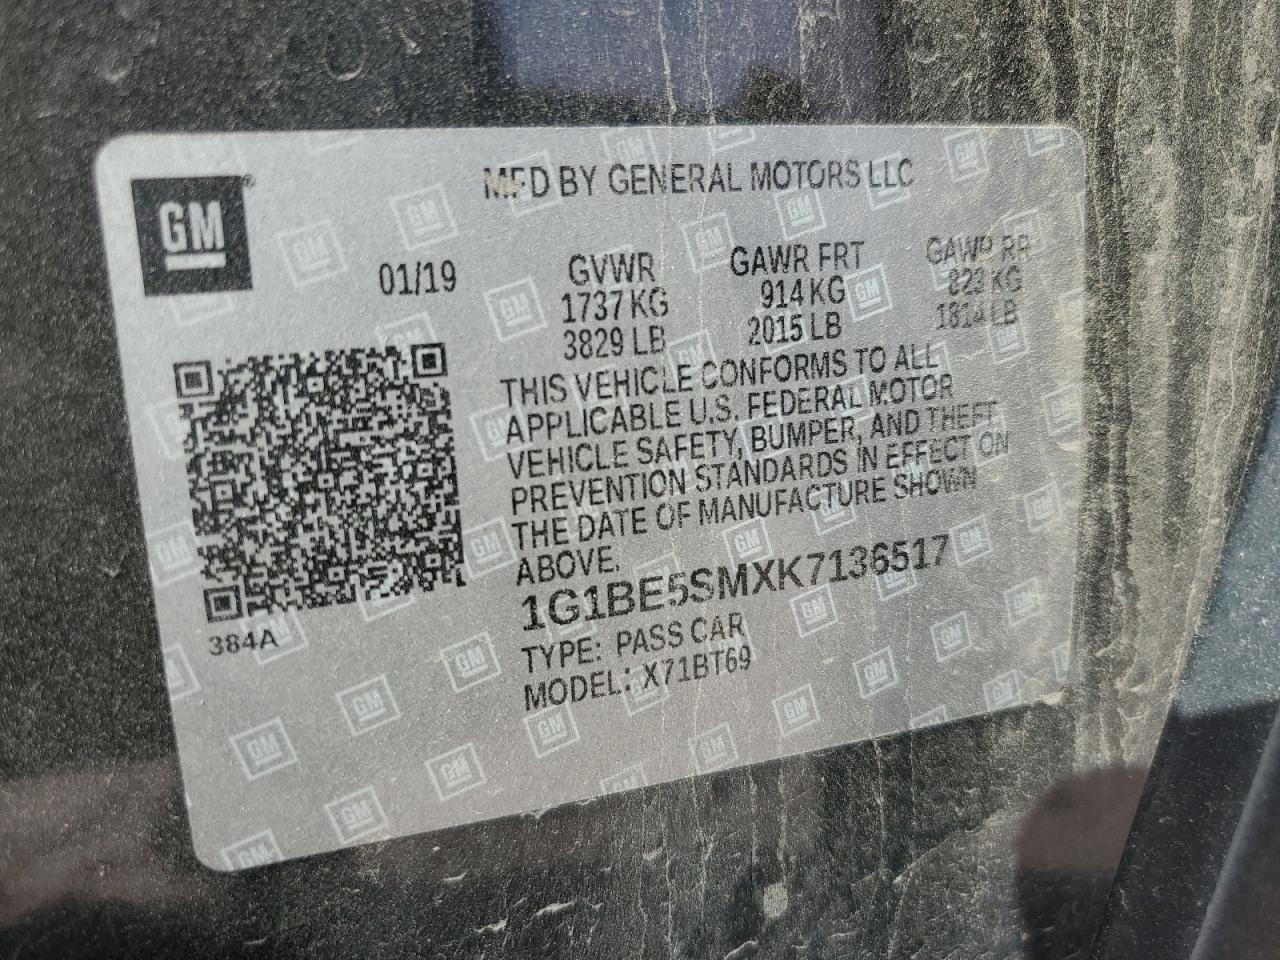 GM
MFD BY GENERAL MOTORS LLC
01/19
GVWR
1737 KG
3829 LB
GAWR FRT
914 KG
2015 LB
GAWR RR
823 KG
1814 LB
THIS VEHICLE CONFORMS TO ALL
APPLICABLE U.S. FEDERAL MOTOR
VEHICLE SAFETY, BUMPER, AND THEFT
PREVENTION STANDARDS IN EFFECT ON
THE DATE OF MANUFACTURE SHOWN
ABOVE.
1G1BE5SMXK7136517
TYPE: PASS CAR
MODEL: X71BT69
384A